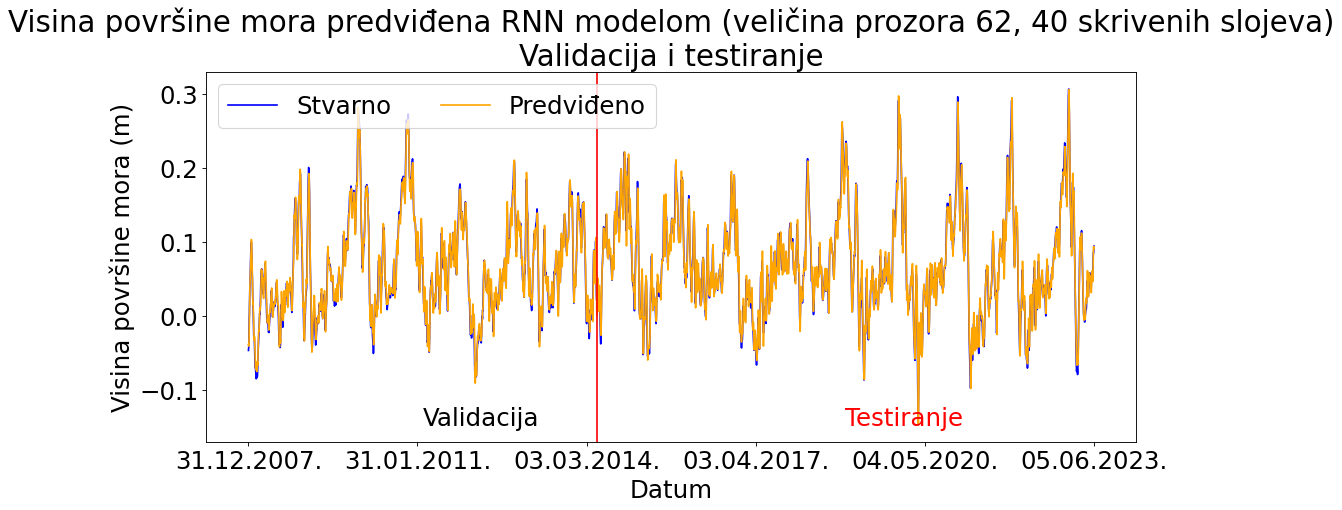 Visina površine mora predviđena RNN modelom (veličina prozora 62, 40 skrivenih slojeva)
Validacija i testiranje
Stvarno
Predviđeno
Visina površine mora (m)
0.3
0.2
0.1
0.0
−0.1
Validacija
Testiranje
31.12.2007.
31.01.2011.
03.03.2014.
03.04.2017.
04.05.2020.
05.06.2023.
Datum